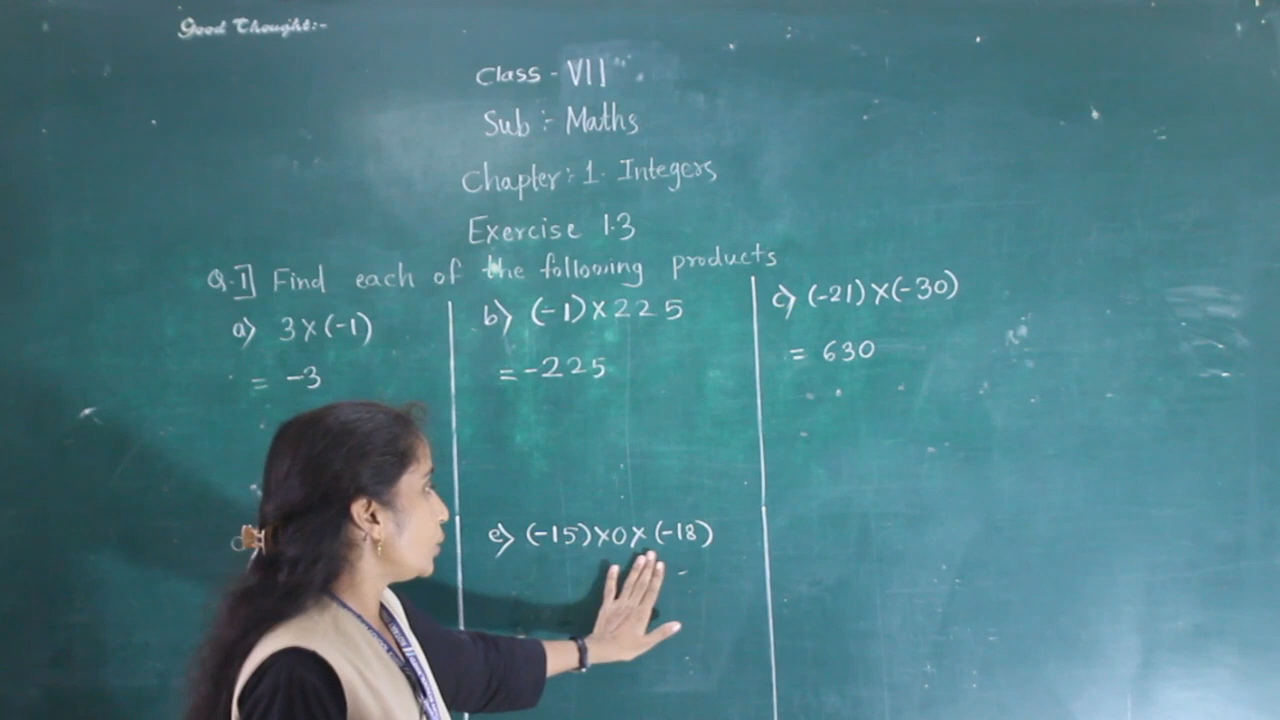 Good Thought:-
Class - VII
Sub :- Maths
Chapter: 1. Integers
Exercise 1.3
Q.1] Find each of the following products
a) 3×(-1)
= -3
b) (-1)×225
= -225
c) (-21)×(-30)
= 630
e) (-15)×0×(-18)